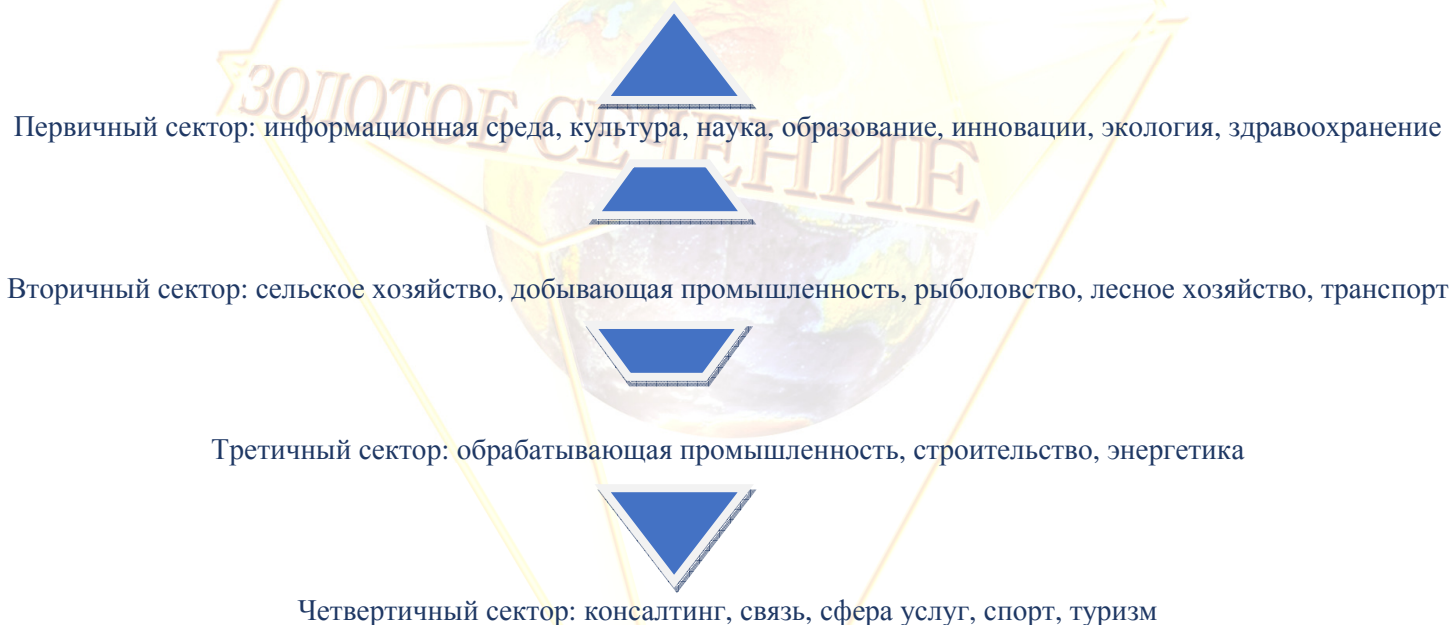 ЗОЛОТОЕ СЕЧЕНИЕ
Первичный сектор: информационная среда, культура, наука, образование, инновации, экология, здравоохранение
Вторичный сектор: сельское хозяйство, добывающая промышленность, рыболовство, лесное хозяйство, транспорт
Третичный сектор: обрабатывающая промышленность, строительство, энергетика
Четвертичный сектор: консалтинг, связь, сфера услуг, спорт, туризм